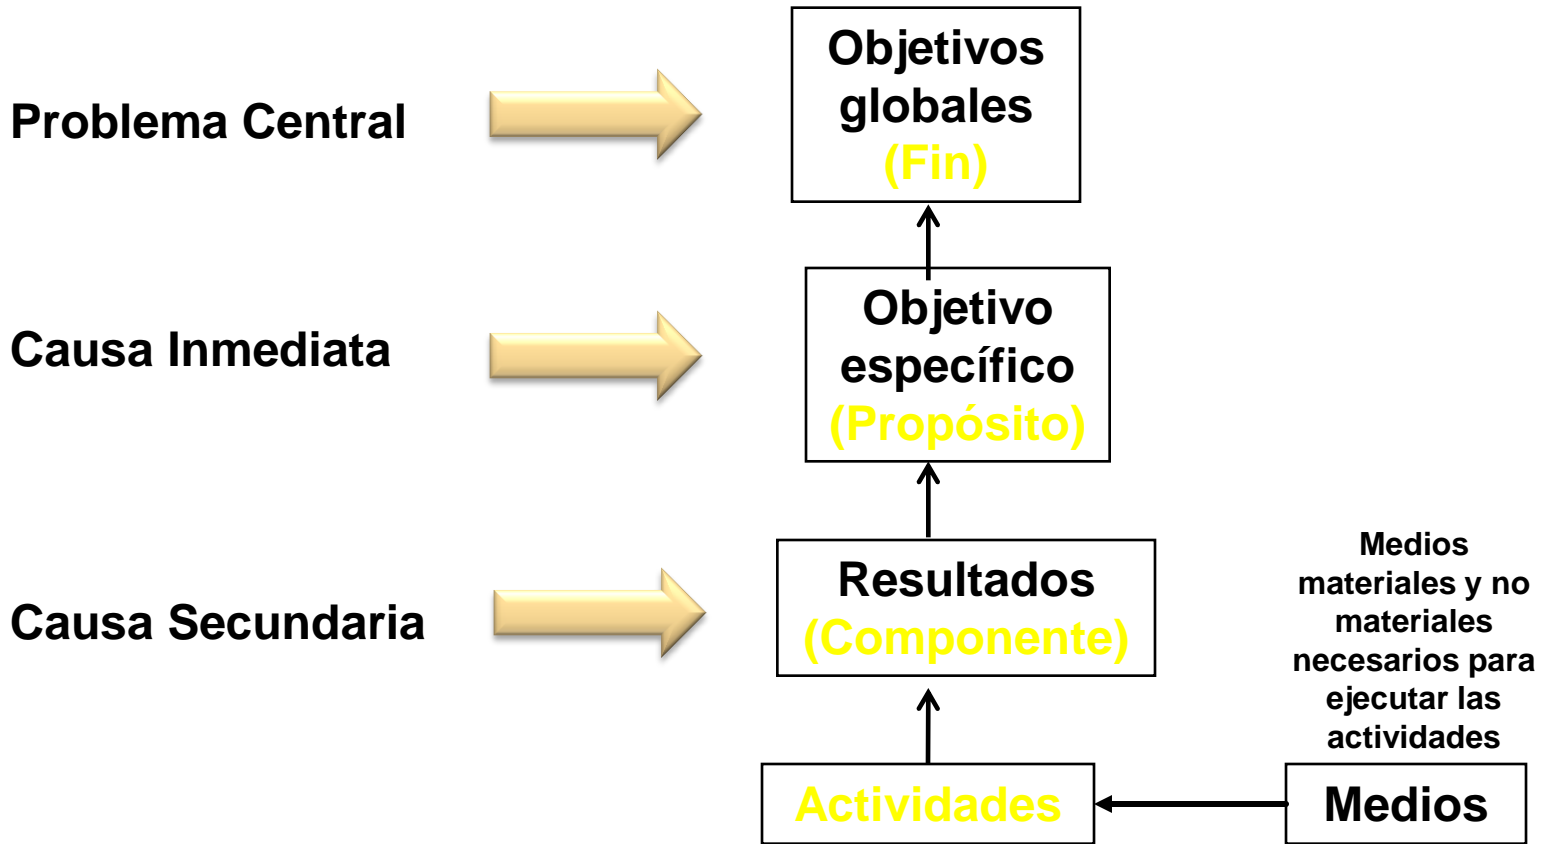 Problema Central
Objetivos
globales
(Fin)
Causa Inmediata
Objetivo
específico
(Propósito)
Causa Secundaria
Resultados
(Componente)
Medios
materiales y no
materiales
necesarios para
ejecutar las
actividades
Actividades
Medios